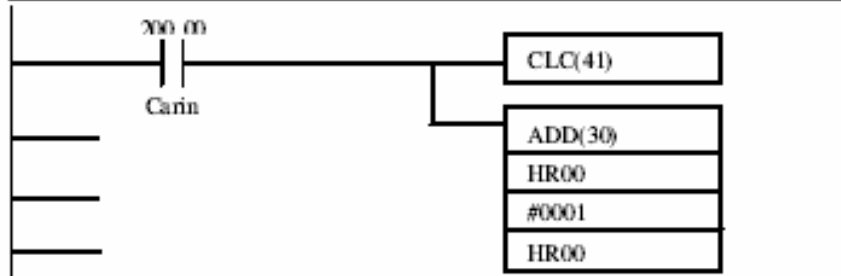 200.00
Carin
CLC(41)
ADD(30)
HR00
#0001
HR00